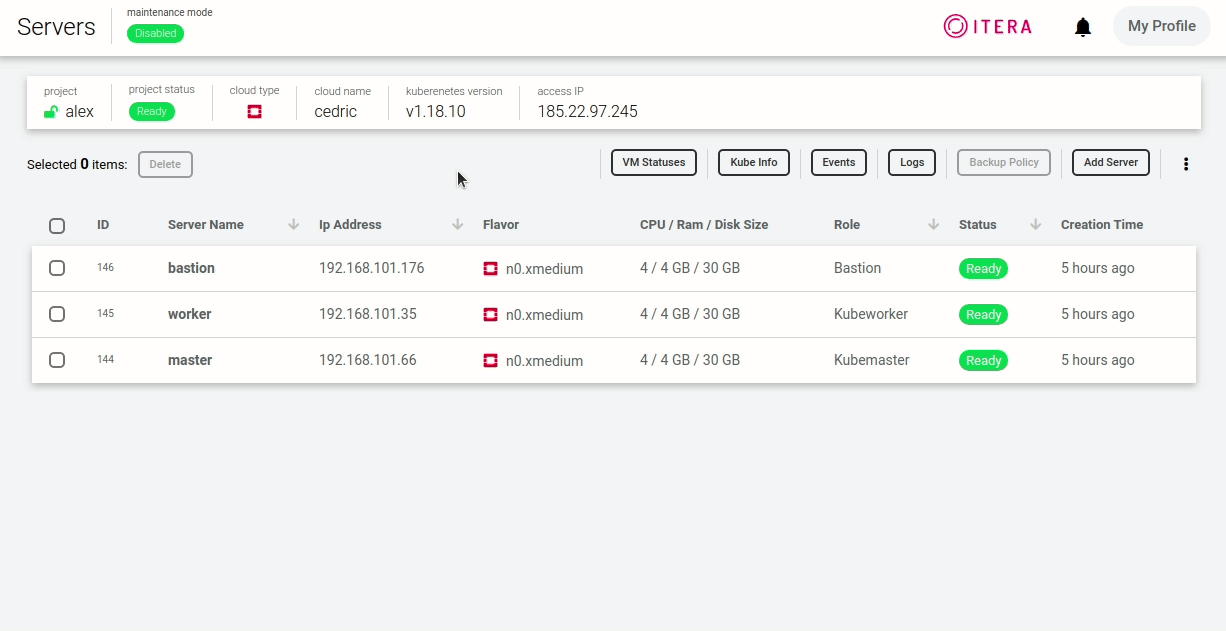 Servers
maintenance mode
Disabled
ITERA
My Profile
project
alex
project status
Ready
cloud type
cloud name
cedric
kuberenetes version
v1.18.10
access IP
185.22.97.245
Selected 0 items:
Delete
VM Statuses
Kube Info
Events
Logs
Backup Policy
Add Server
ID Server Name Ip Address Flavor CPU / Ram / Disk Size Role Status Creation Time
146 bastion 192.168.101.176 n0.xmedium 4 / 4 GB / 30 GB Bastion Ready 5 hours ago
145 worker 192.168.101.35 n0.xmedium 4 / 4 GB / 30 GB Kubeworker Ready 5 hours ago
144 master 192.168.101.66 n0.xmedium 4 / 4 GB / 30 GB Kubemaster Ready 5 hours ago